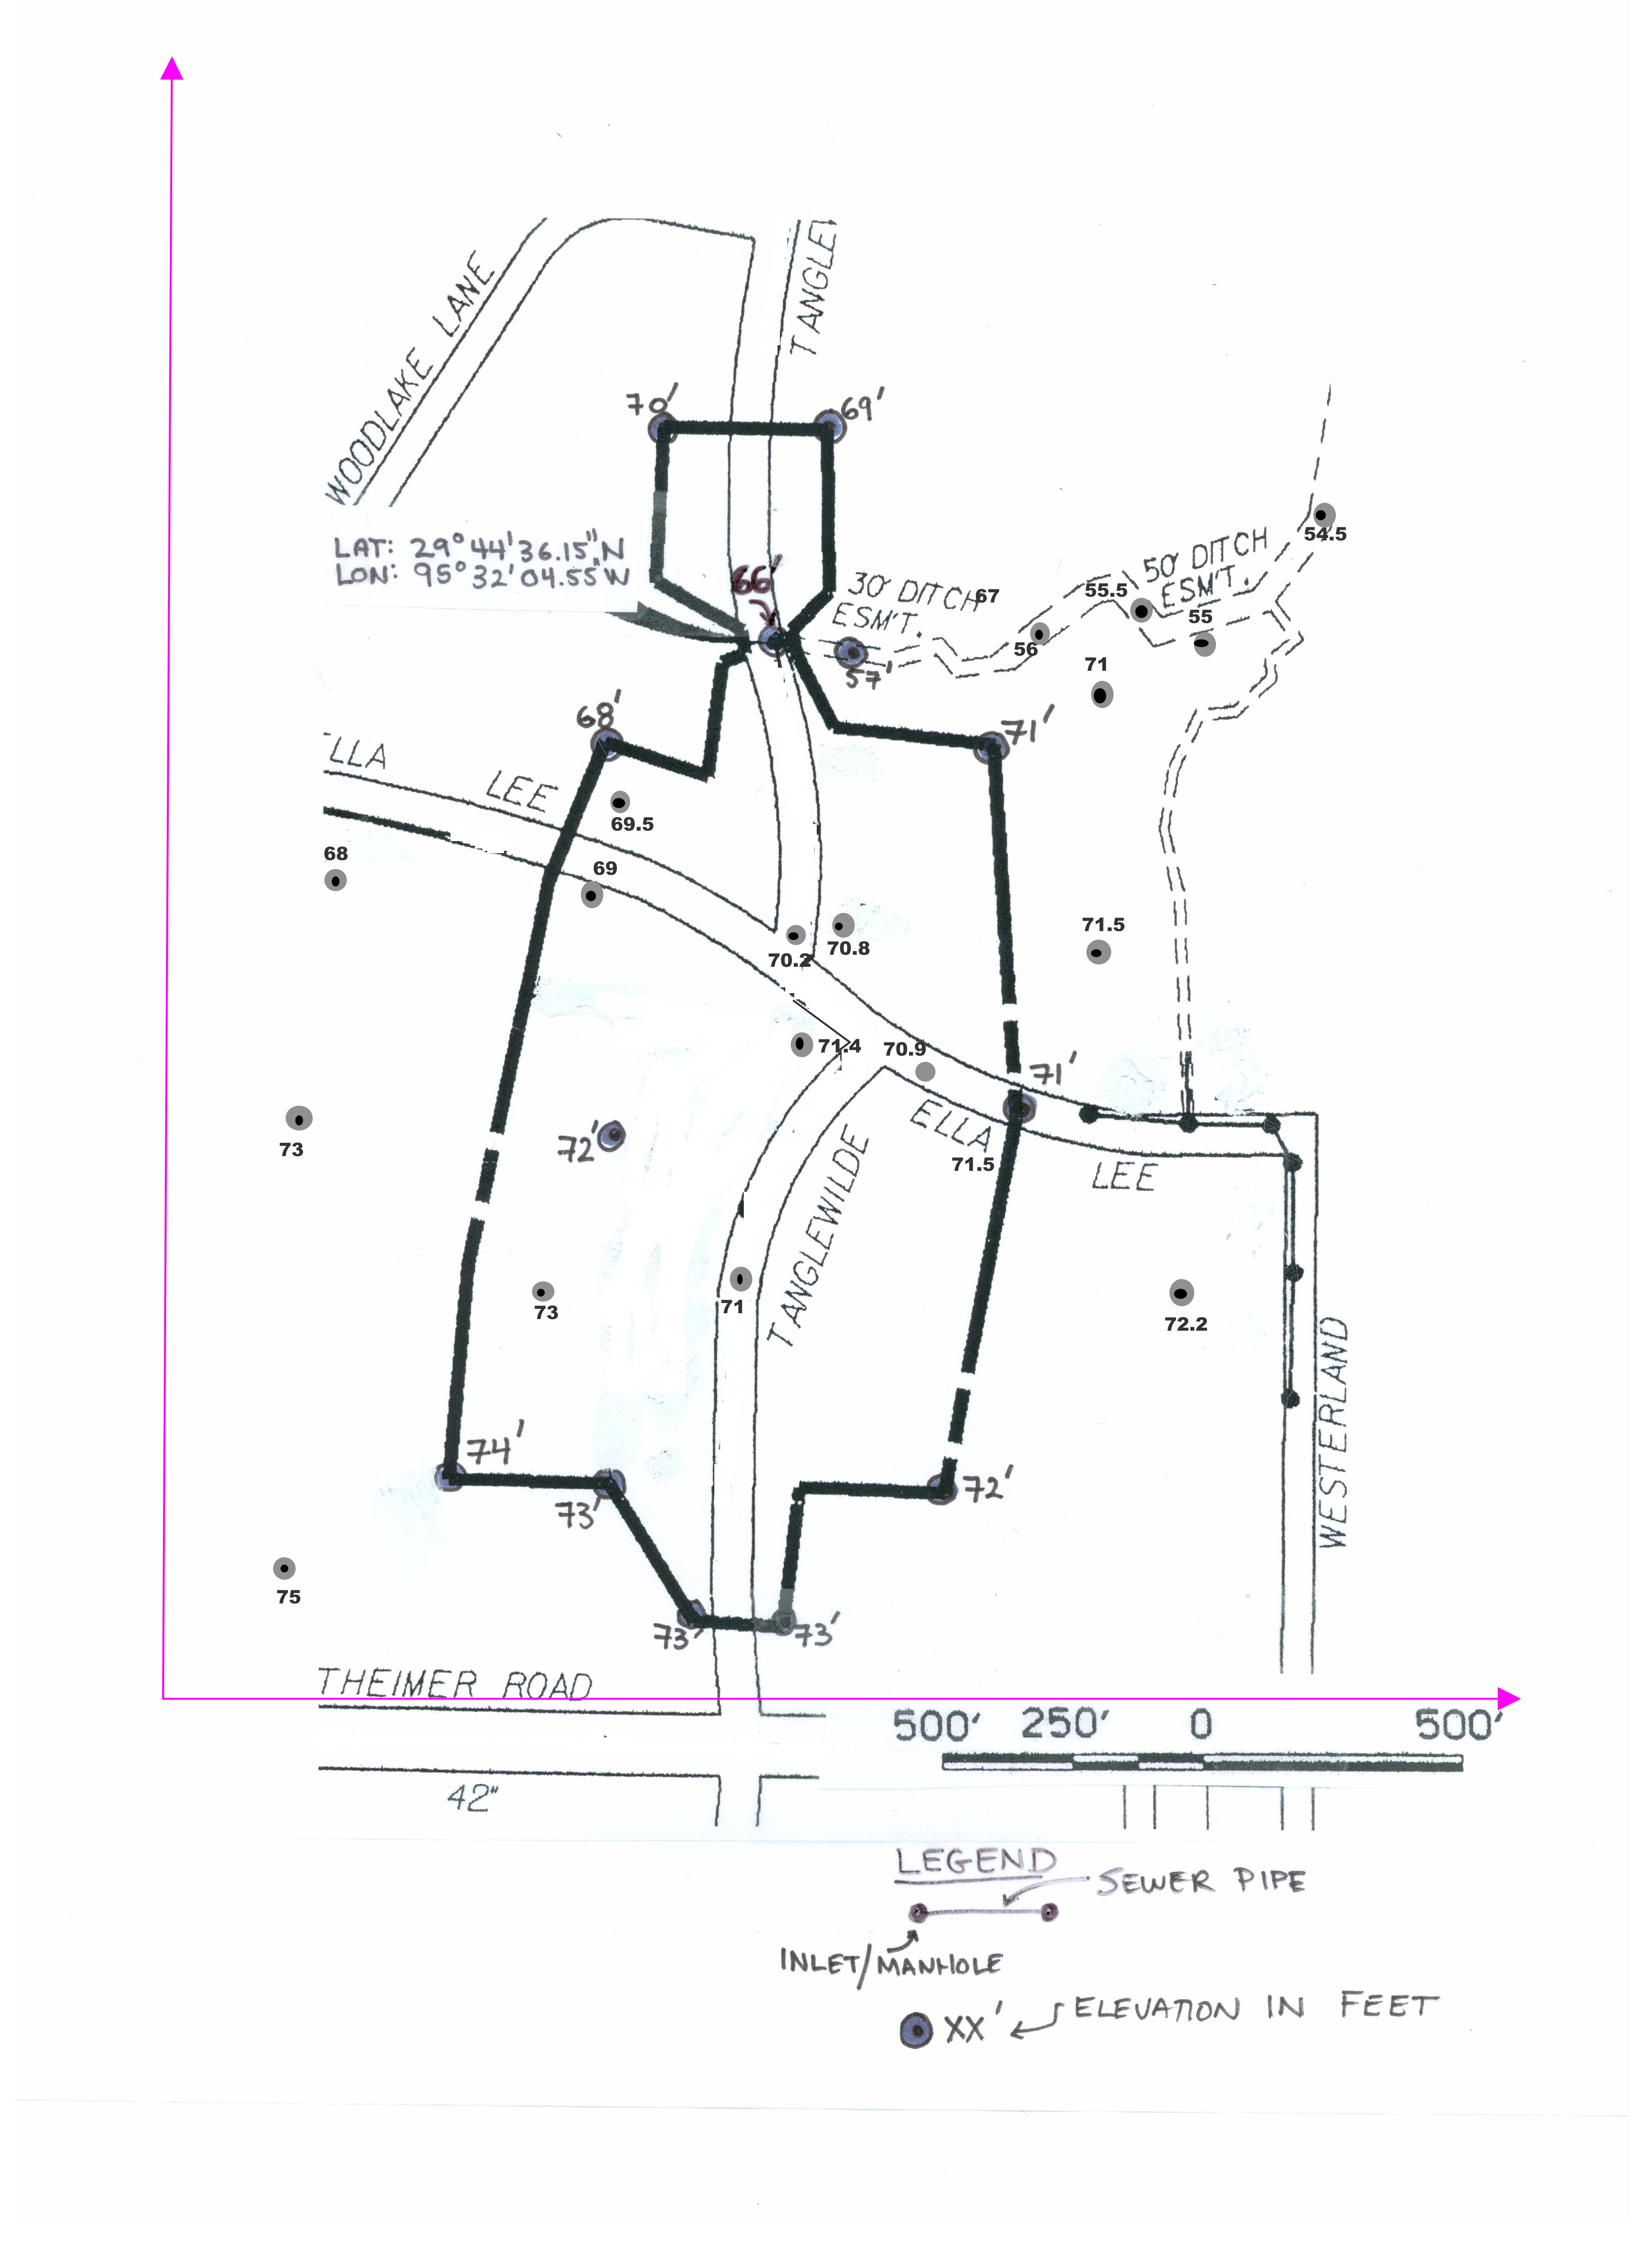 WOODLAKE LANE
TANGLEW
70'
69'
LAT: 29°44'36.15"N
LON: 95°32'04.55"W
66'
30' DITCH
ESM'T.
67
50' DITCH
ESM'T.
54.5
55.5
55
56
57'
71
68'
71'
LLA
LEE
69.5
68
69
71.5
70.2
70.8
71.4
70.9
71'
ELLA
LEE
71.5
73
72'
TANGLEWILDE
73
71
72.2
WESTERLAND
74'
73'
72'
75
73'
73'
THEIMER ROAD
500' 250' 0 500'
42"
LEGEND
SEWER PIPE
INLET/MANHOLE
XX' ELEVATION IN FEET